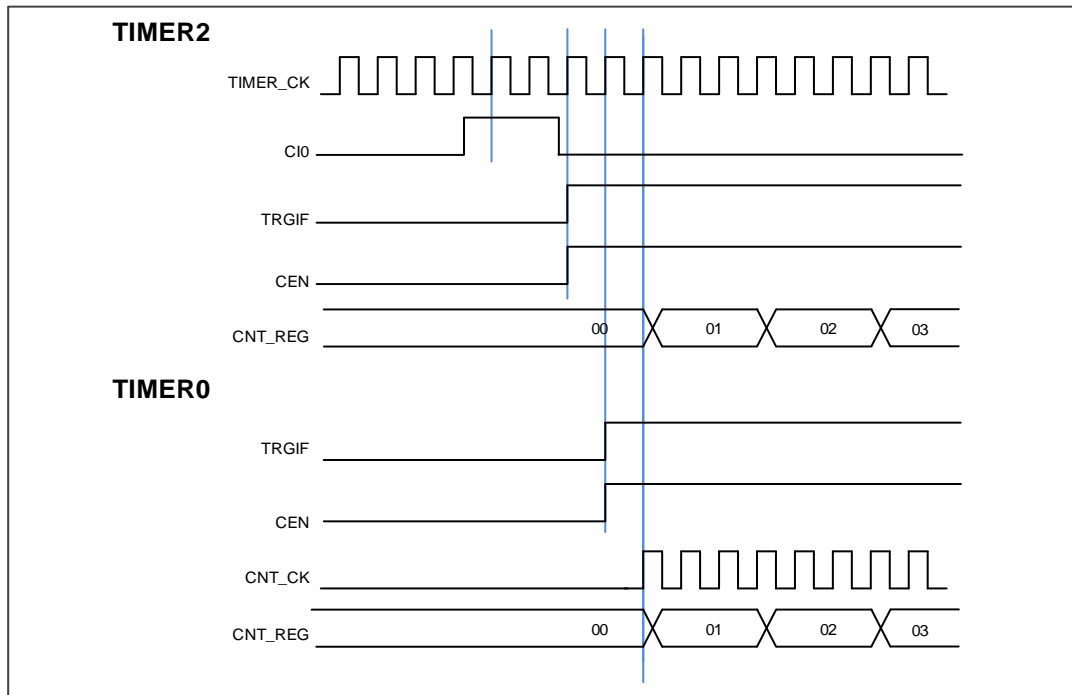 TIMER2
TIMER_CK
CI0
TRGIF
CEN
CNT_REG 00 01 02 03
TIMER0
TRGIF
CEN
CNT_CK
CNT_REG 00 01 02 03